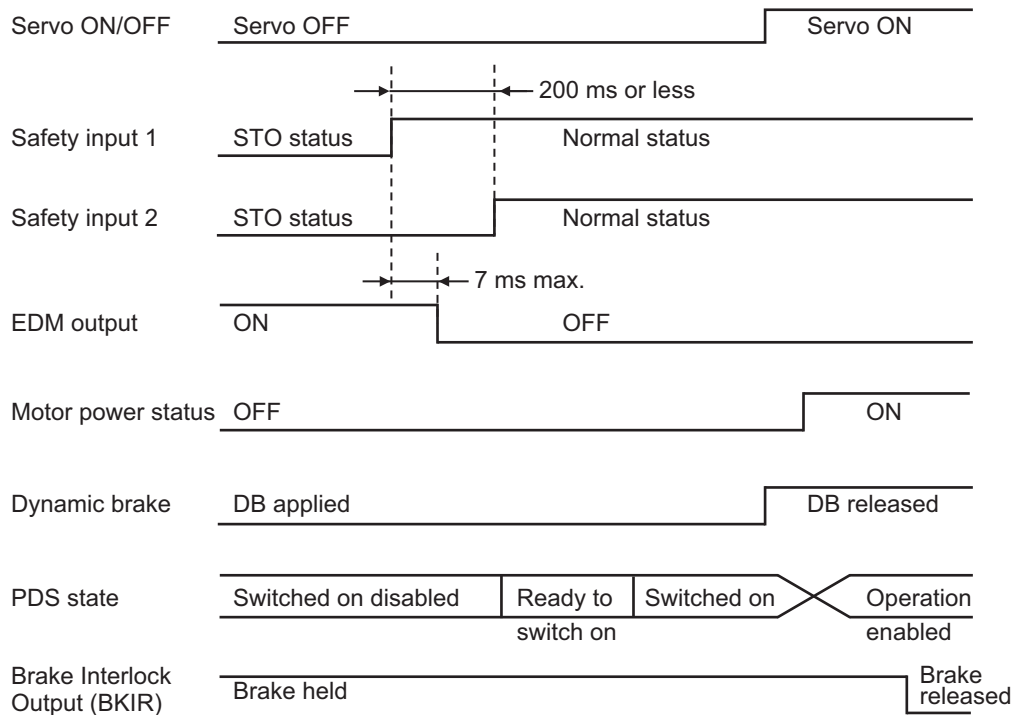 Servo ON/OFF Servo OFF Servo ON
200 ms or less
Safety input 1 STO status Normal status
Safety input 2 STO status Normal status
7 ms max.
EDM output ON OFF
Motor power status OFF ON
Dynamic brake DB applied DB released
PDS state Switched on disabled Ready to Switched on Operation
switch on enabled
Brake Interlock Brake
Output (BKIR) Brake held released